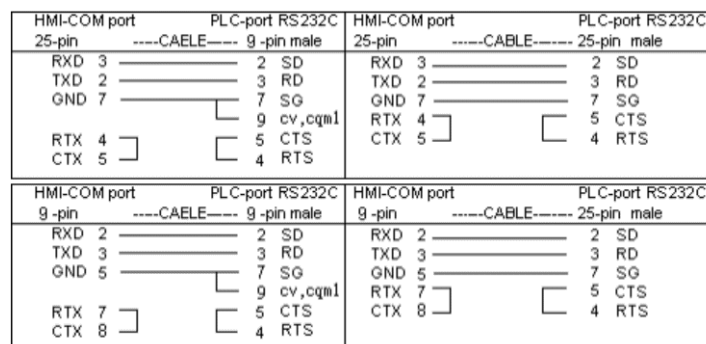 HMI-COM port PLC-port RS232C
25-pin ----CAELE----- 9 -pin male
RXD 3 2 SD
TXD 2 3 RD
GND 7 7 SG
9 cv,cqm1
RTX 4 5 CTS
CTX 5 4 RTS
HMI-COM port PLC-port RS232C
25-pin ------CABLE------- 25-pin male
RXD 3 2 SD
TXD 2 3 RD
GND 7 7 SG
RTX 4 5 CTS
CTX 5 4 RTS
HMI-COM port PLC-port RS232C
9 -pin ----CAELE----- 9 -pin male
RXD 2 2 SD
TXD 3 3 RD
GND 5 7 SG
9 cv,cqm1
RTX 7 5 CTS
CTX 8 4 RTS
HMI-COM port PLC-port RS232C
9 -pin ------CABLE------- 25-pin male
RXD 2 2 SD
TXD 3 3 RD
GND 5 7 SG
RTX 7 5 CTS
CTX 8 4 RTS